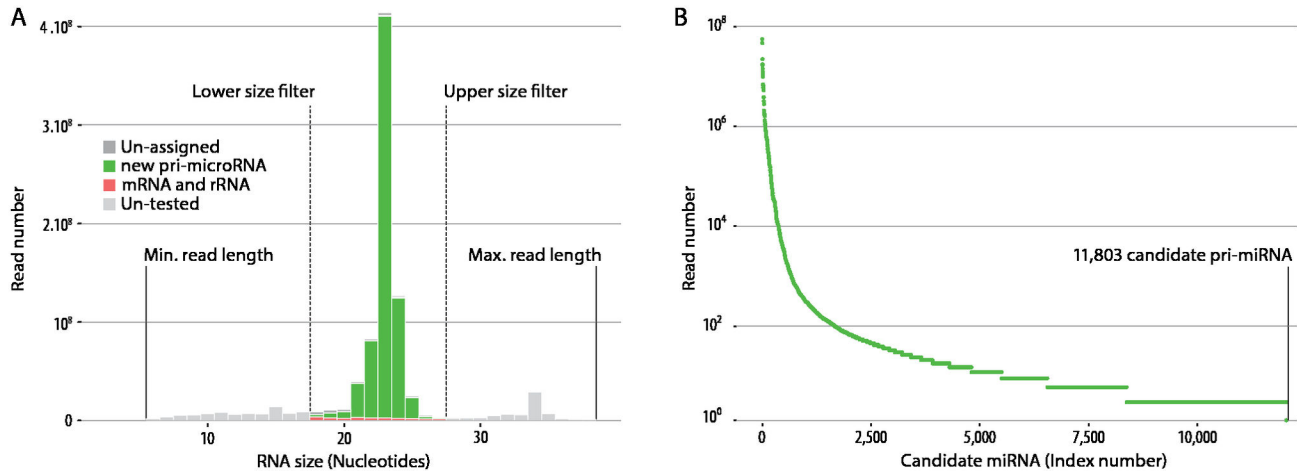 A
4 .10⁸
3.10⁸
2.10⁸
10⁸
0
Read number
Lower size filter
Upper size filter
Un-assigned
new pri-microRNA
mRNA and rRNA
Un-tested
Min. read length
Max. read length
10
20
30
RNA size (Nucleotides)
B
10⁸
10⁶
10⁴
10²
10⁰
Read number
11,803 candidate pri-miRNA
0
2,500
5,000
7,500
10,000
Candidate miRNA (Index number)